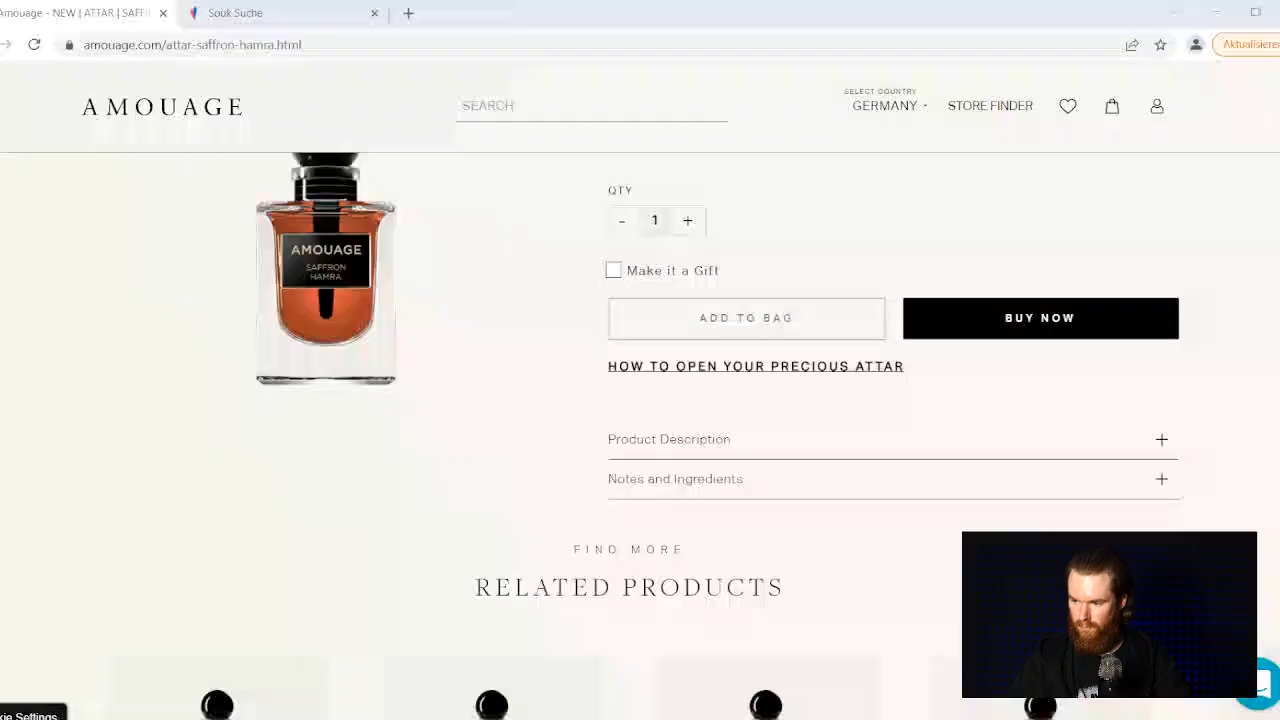 Amouage - NEW | ATTAR | SAFF
Souk Suche
amouage.com/attar-saffron-hamra.html
Aktualisieren
AMOUAGE
SEARCH
SELECT COUNTRY
GERMANY
STORE FINDER
QTY
- 1 +
AMOUAGE
SAFFRON
HAMRA
Make it a Gift
ADD TO BAG
BUY NOW
HOW TO OPEN YOUR PRECIOUS ATTAR
Product Description +
Notes and Ingredients +
FIND MORE
RELATED PRODUCTS
kie Settings